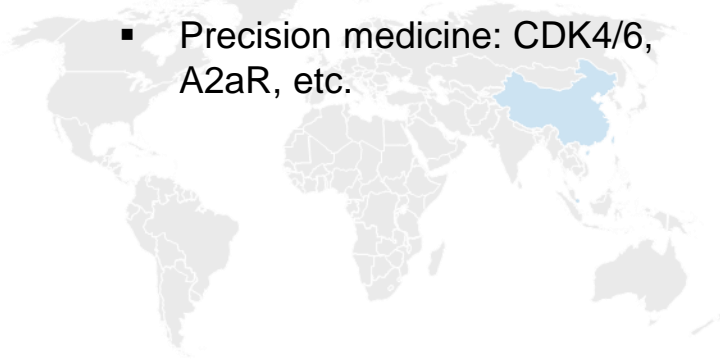 ▪ Precision medicine: CDK4/6,
A2aR, etc.